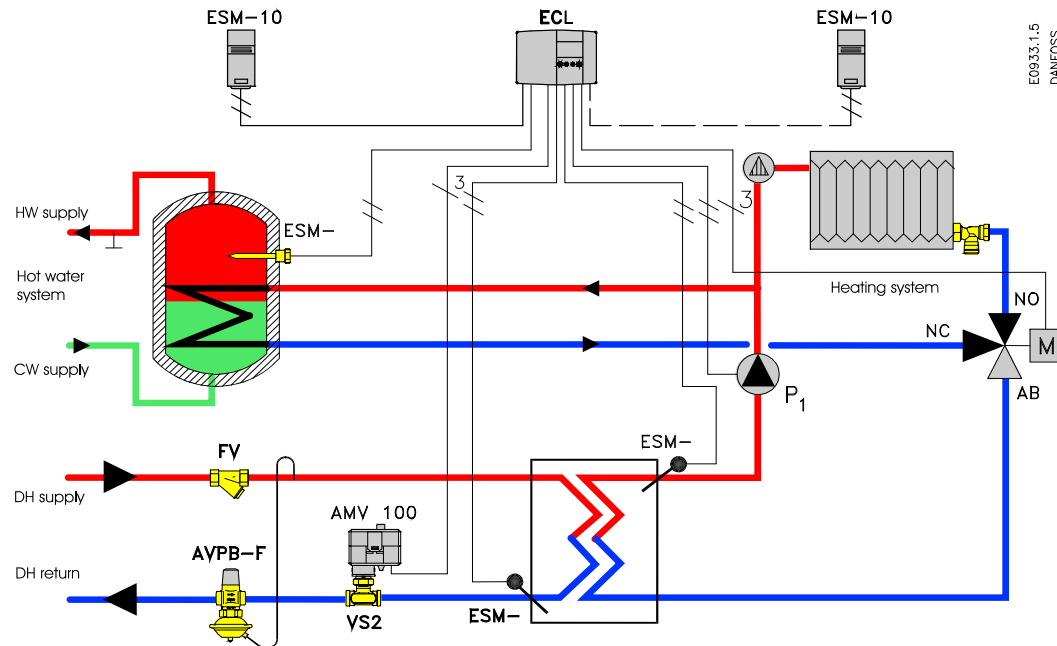 ESM-10
ECL
ESM-10
E0933.1.5
DANFOSS
3
3
HW supply
ESM-
Hot water
system
Heating system
NO
NC
M
CW supply
AB
P1
FV
ESM-
DH supply
AMV 100
AVPB-F
DH return
ESM-
VS2